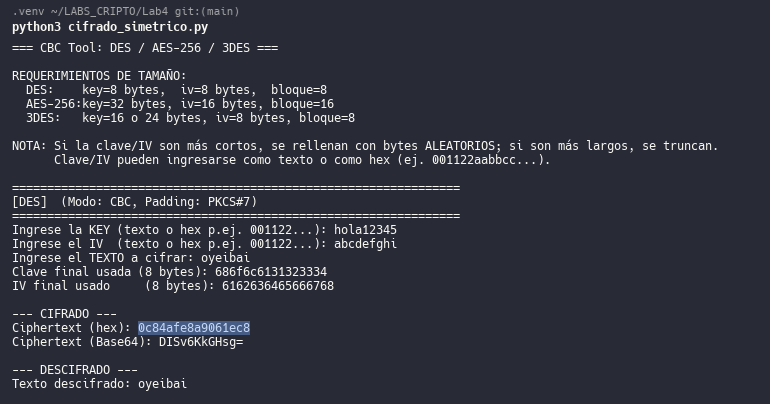 .venv ~/LABS_CRIPTO/Lab4 git:(main)
python3 cifrado_simetrico.py
=== CBC Tool: DES / AES-256 / 3DES ===
REQUERIMIENTOS DE TAMAÑO:
DES:    key=8 bytes,  iv=8 bytes,  bloque=8
AES-256:key=32 bytes, iv=16 bytes, bloque=16
3DES:   key=16 o 24 bytes, iv=8 bytes, bloque=8
NOTA: Si la clave/IV son más cortos, se rellenan con bytes ALEATORIOS; si son más largos, se truncan.
Clave/IV pueden ingresarse como texto o como hex (ej. 001122aabbcc...).
================================================================
[DES]  (Modo: CBC, Padding: PKCS#7)
================================================================
Ingrese la KEY (texto o hex p.ej. 001122...): hola12345
Ingrese el IV  (texto o hex p.ej. 001122...): abcdefghi
Ingrese el TEXTO a cifrar: oyeibai
Clave final usada (8 bytes): 686f6c6131323334
IV final usado     (8 bytes): 6162636465666768
--- CIFRADO ---
Ciphertext (hex): 0c84afe8a9061ec8
Ciphertext (Base64): DISv6KkGHsg=
--- DESCIFRADO ---
Texto descifrado: oyeibai